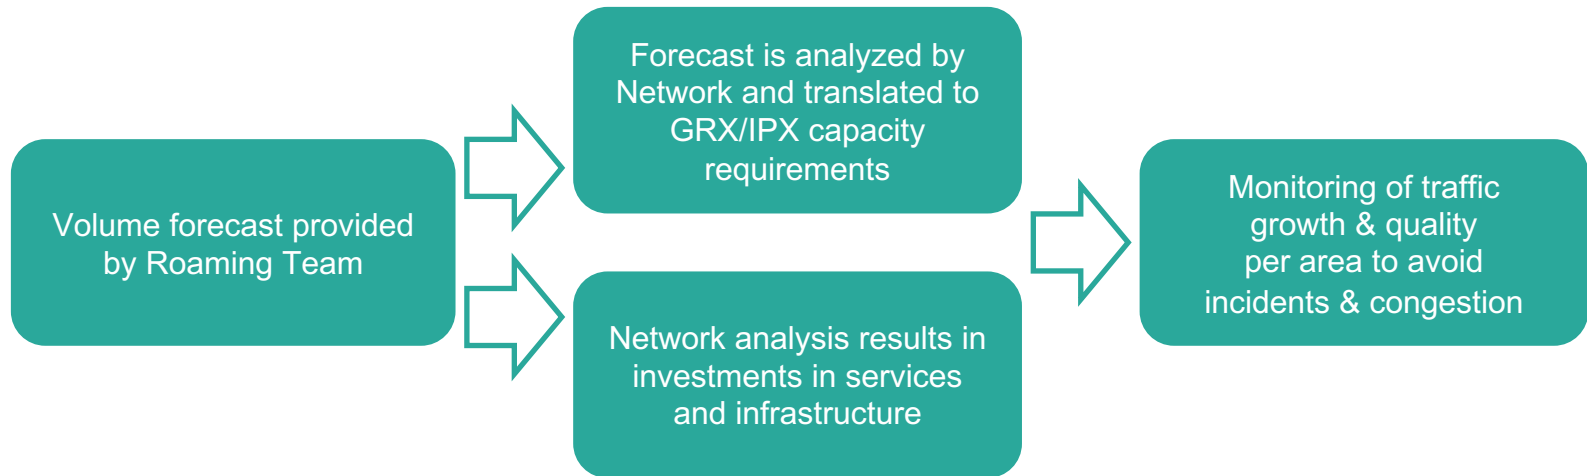 Volume forecast provided
by Roaming Team
Forecast is analyzed by
Network and translated to
GRX/IPX capacity
requirements
Network analysis results in
investments in services
and infrastructure
Monitoring of traffic
growth & quality
per area to avoid
incidents & congestion